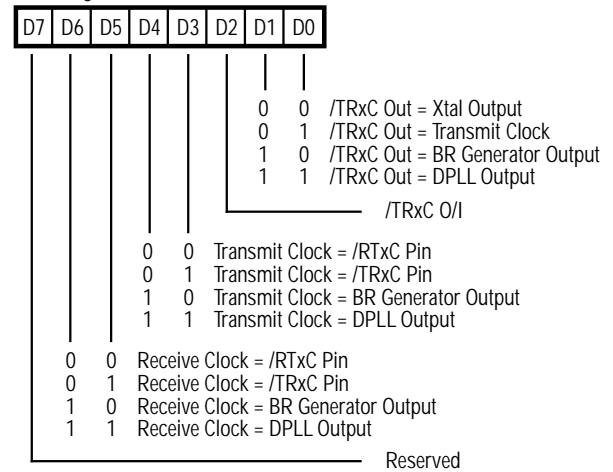 D7 D6 D5 D4 D3 D2 D1 D0
0 0 /TRxC Out = Xtal Output
0 1 /TRxC Out = Transmit Clock
1 0 /TRxC Out = BR Generator Output
1 1 /TRxC Out = DPLL Output
/TRxC O/I
0 0 Transmit Clock = /RTxC Pin
0 1 Transmit Clock = /TRxC Pin
1 0 Transmit Clock = BR Generator Output
1 1 Transmit Clock = DPLL Output
0 0 Receive Clock = /RTxC Pin
0 1 Receive Clock = /TRxC Pin
1 0 Receive Clock = BR Generator Output
1 1 Receive Clock = DPLL Output
Reserved